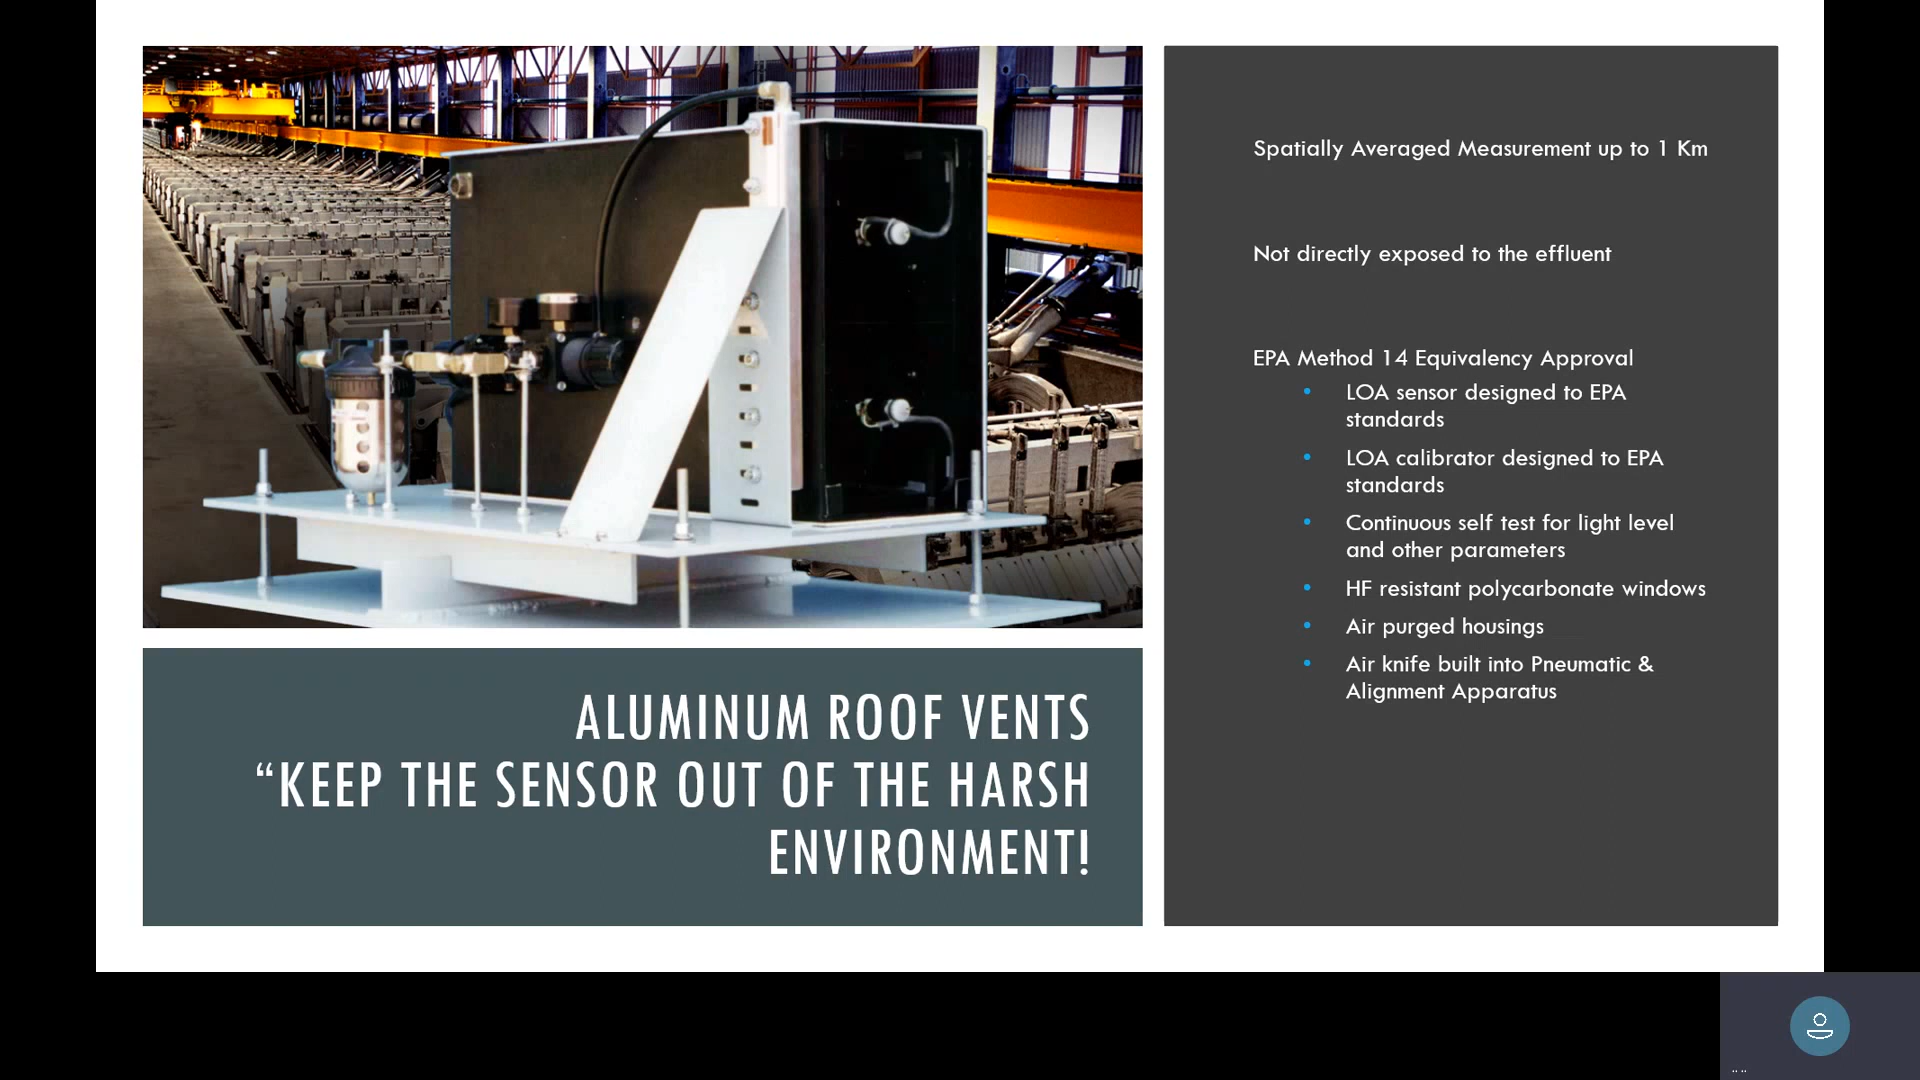 Spatially Averaged Measurement up to 1 Km
Not directly exposed to the effluent
EPA Method 14 Equivalency Approval
• LOA sensor designed to EPA
standards
• LOA calibrator designed to EPA
standards
• Continuous self test for light level
and other parameters
• HF resistant polycarbonate windows
• Air purged housings
• Air knife built into Pneumatic &
Alignment Apparatus
ALUMINUM ROOF VENTS
“KEEP THE SENSOR OUT OF THE HARSH
ENVIRONMENT!